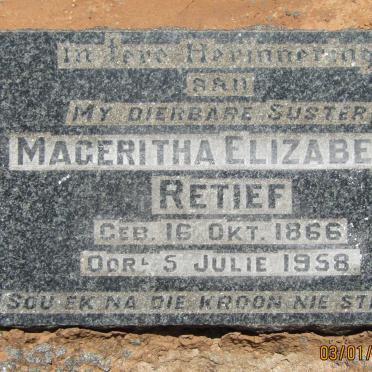 In Teve Herinnering
aan
My dierbare Suster
Mageritha Elizabe
Retief
Geb. 16 Okt. 1866
Oorl. 5 Julie 1958
Sou ek na die kroon nie St
03/01/